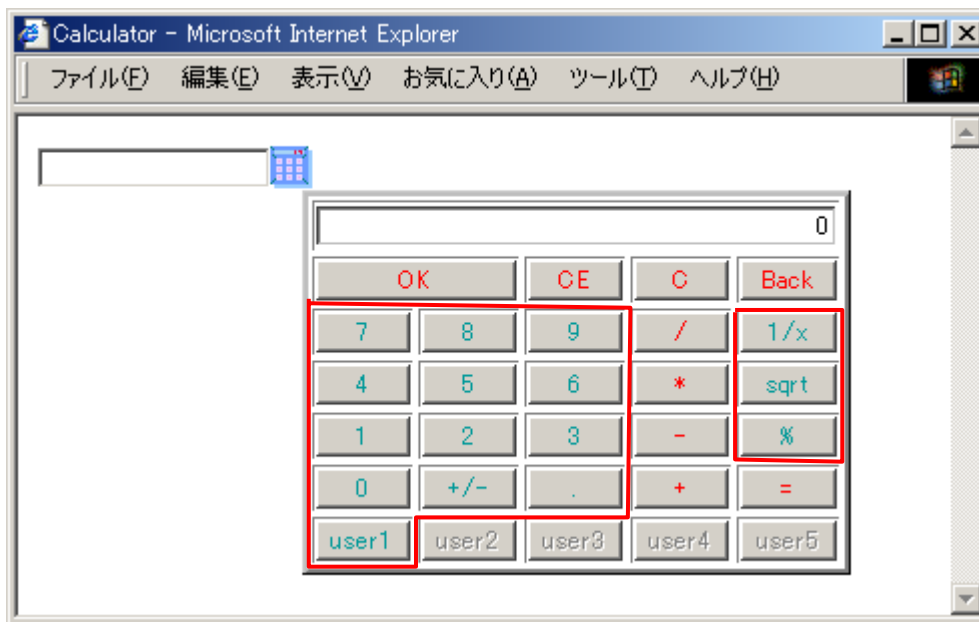 Calculator - Microsoft Internet Explorer
ファイル(F) 編集(E) 表示(V) お気に入り(A) ツール(T) ヘルプ(H)
0
OK CE C Back
7 8 9 / 1/x
4 5 6 * sqrt
1 2 3 - %
0 +/- . + =
user1 user2 user3 user4 user5